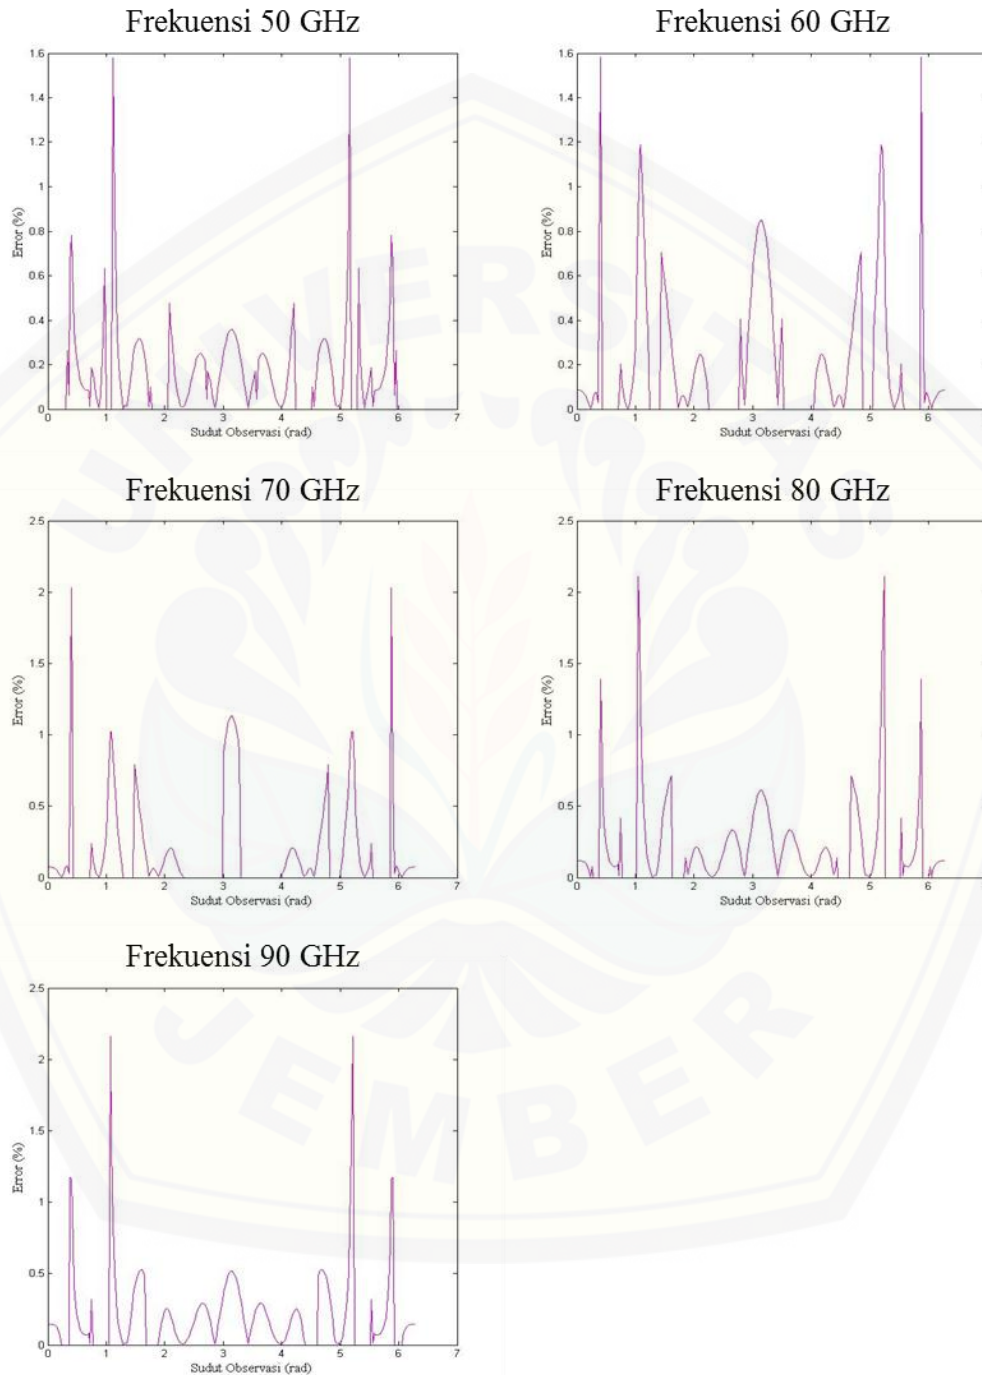 Frekuensi 50 GHz
Frekuensi 60 GHz
1.6
1.4
1.2
1
0.8
0.6
0.4
0.2
0
Error (%)
0 1 2 3 4 5 6 7
Sudut Observasi (rad)
1.6
1.4
1.2
1
0.8
0.6
0.4
0.2
0
Error (%)
0 1 2 3 4 5 6
Sudut Observasi (rad)
Frekuensi 70 GHz
Frekuensi 80 GHz
2.5
2
1.5
1
0.5
0
Error (%)
0 1 2 3 4 5 6 7
Sudut Observasi (rad)
2.5
2
1.5
1
0.5
0
Error (%)
0 1 2 3 4 5 6
Sudut Observasi (rad)
Frekuensi 90 GHz
2.5
2
1.5
1
0.5
0
Error (%)
0 1 2 3 4 5 6 7
Sudut Observasi (rad)
UNIVERSITAS
JEMBER